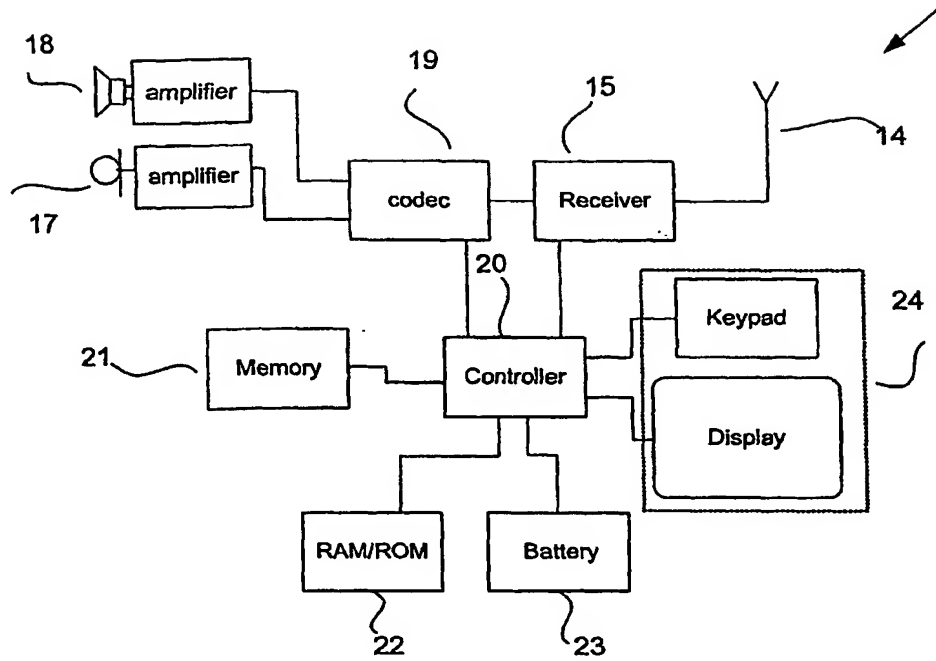 18
amplifier
19
15
14
amplifier
17
codec
Receiver
20
24
Keypad
21
Memory
Controller
Display
RAM/ROM
Battery
22
23